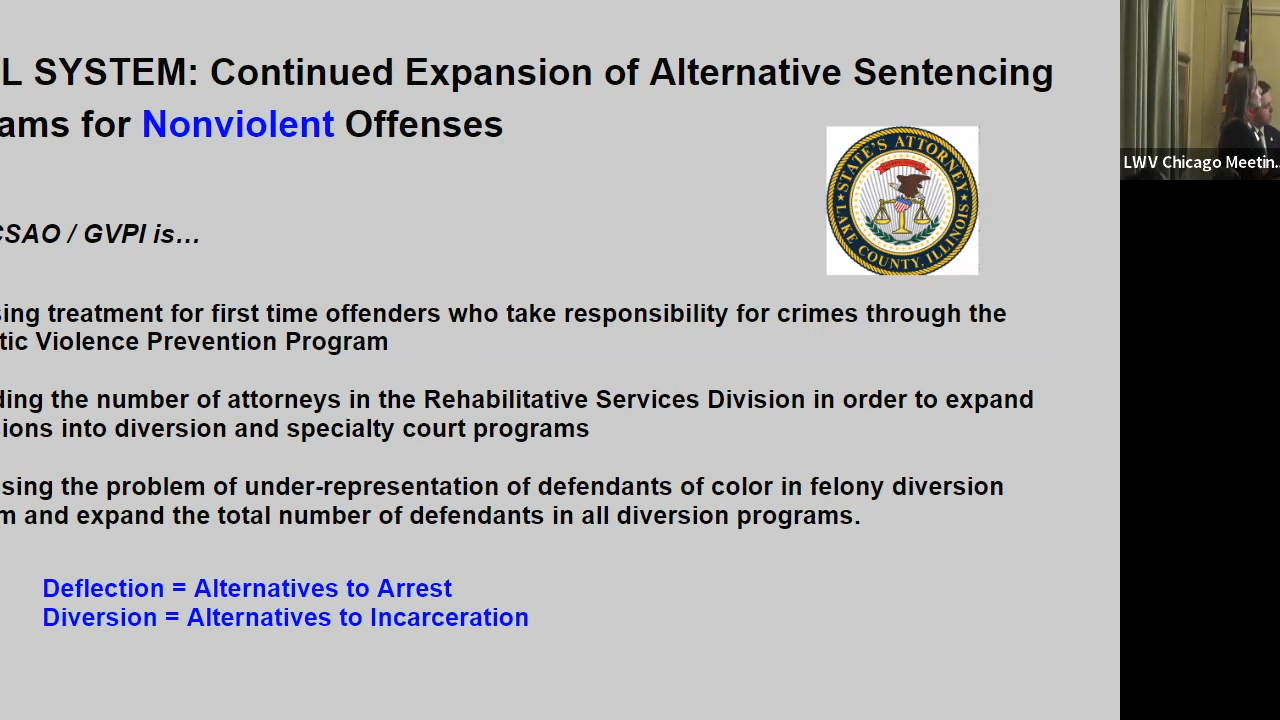 L SYSTEM: Continued Expansion of Alternative Sentencing
ams for Nonviolent Offenses
STATE'S ATTORNEY
LAKE COUNTY, ILLINOIS
CSAO / GVPI is...
sing treatment for first time offenders who take responsibility for crimes through the
tic Violence Prevention Program
ding the number of attorneys in the Rehabilitative Services Division in order to expand
ions into diversion and specialty court programs
sing the problem of under-representation of defendants of color in felony diversion
m and expand the total number of defendants in all diversion programs.
Deflection = Alternatives to Arrest
Diversion = Alternatives to Incarceration
LWV Chicago Meetin...